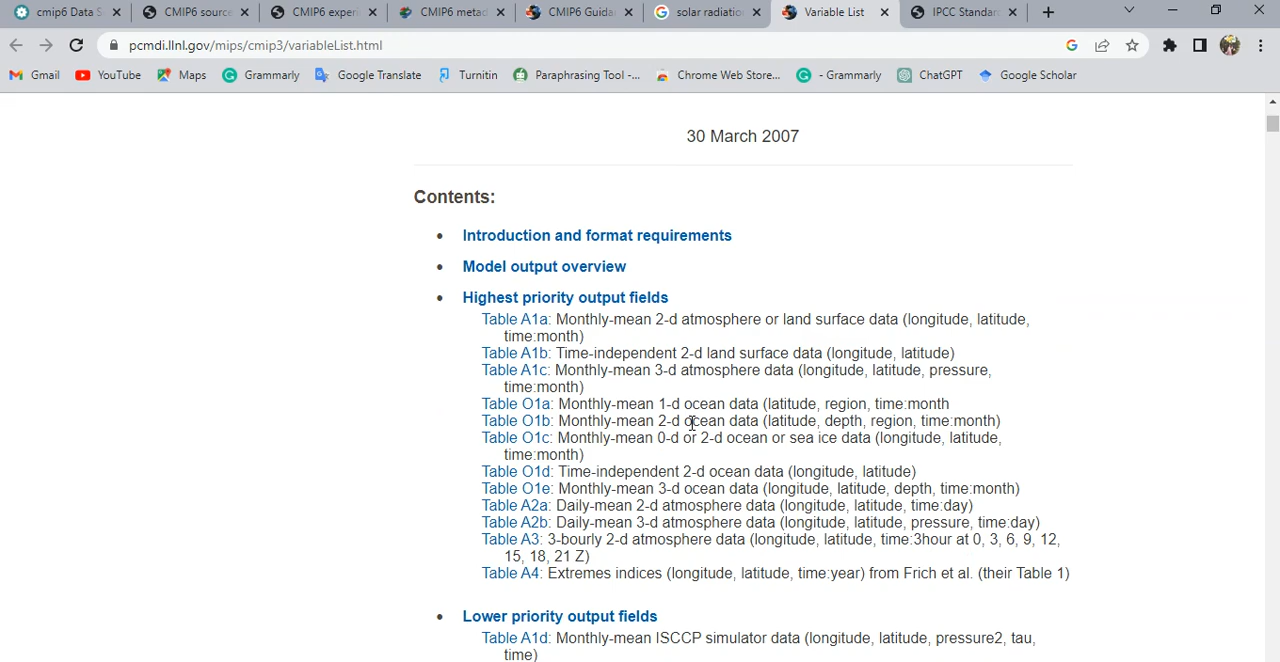 cmip6 Data S
CMIP6 source
CMIP6 experi
CMIP6 metad
CMIP6 Guida
solar radiatio
Variable List
IPCC Standar
pcmdi.llnl.gov/mips/cmip3/variableList.html
Gmail
YouTube
Maps
Grammarly
Google Translate
Turnitin
Paraphrasing Tool -...
Chrome Web Store...
- Grammarly
ChatGPT
Google Scholar
30 March 2007
Contents:
• Introduction and format requirements
• Model output overview
• Highest priority output fields
Table A1a: Monthly-mean 2-d atmosphere or land surface data (longitude, latitude,
time:month)
Table A1b: Time-independent 2-d land surface data (longitude, latitude)
Table A1c: Monthly-mean 3-d atmosphere data (longitude, latitude, pressure,
time:month)
Table O1a: Monthly-mean 1-d ocean data (latitude, region, time:month
Table O1b: Monthly-mean 2-d ocean data (latitude, depth, region, time:month)
Table O1c: Monthly-mean 0-d or 2-d ocean or sea ice data (longitude, latitude,
time:month)
Table O1d: Time-independent 2-d ocean data (longitude, latitude)
Table O1e: Monthly-mean 3-d ocean data (longitude, latitude, depth, time:month)
Table A2a: Daily-mean 2-d atmosphere data (longitude, latitude, time:day)
Table A2b: Daily-mean 3-d atmosphere data (longitude, latitude, pressure, time:day)
Table A3: 3-bourly 2-d atmosphere data (longitude, latitude, time:3hour at 0, 3, 6, 9, 12,
15, 18, 21 Z)
Table A4: Extremes indices (longitude, latitude, time:year) from Frich et al. (their Table 1)
• Lower priority output fields
Table A1d: Monthly-mean ISCCP simulator data (longitude, latitude, pressure2, tau,
time)